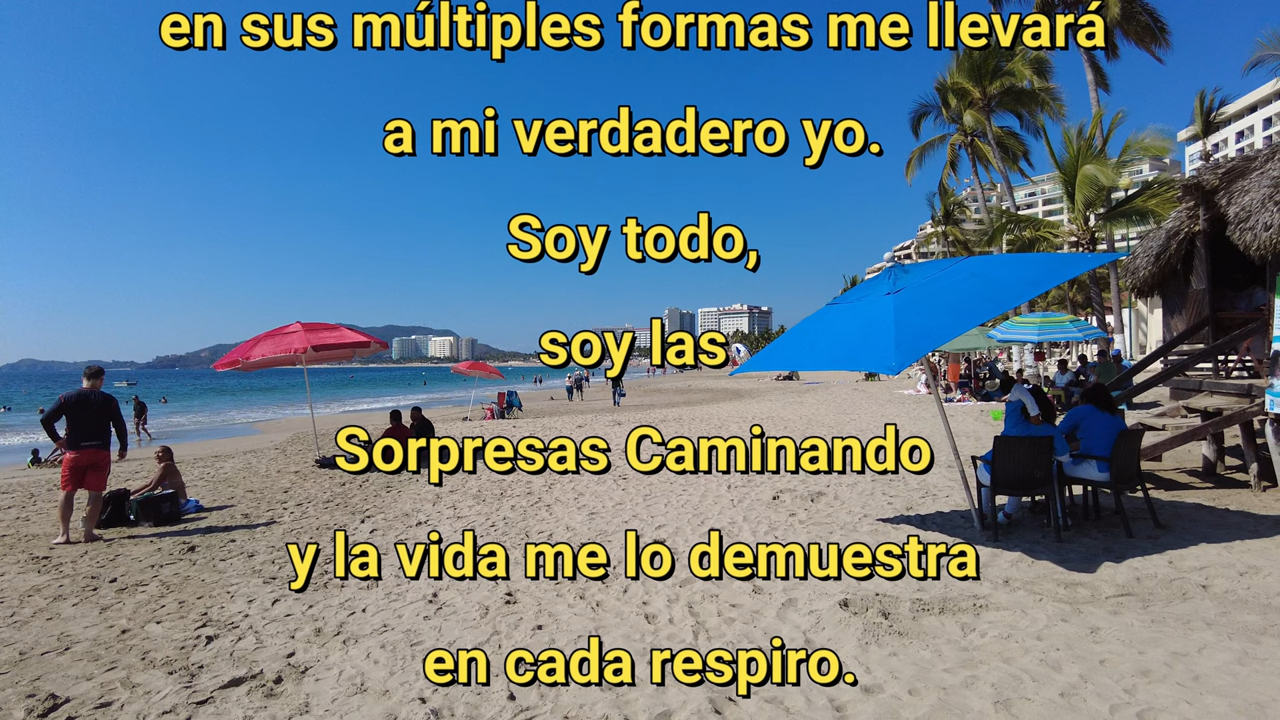 en sus múltiples formas me llevará
a mi verdadero yo.
Soy todo,
soy las
Sorpresas Caminando
y la vida me lo demuestra
en cada respiro.